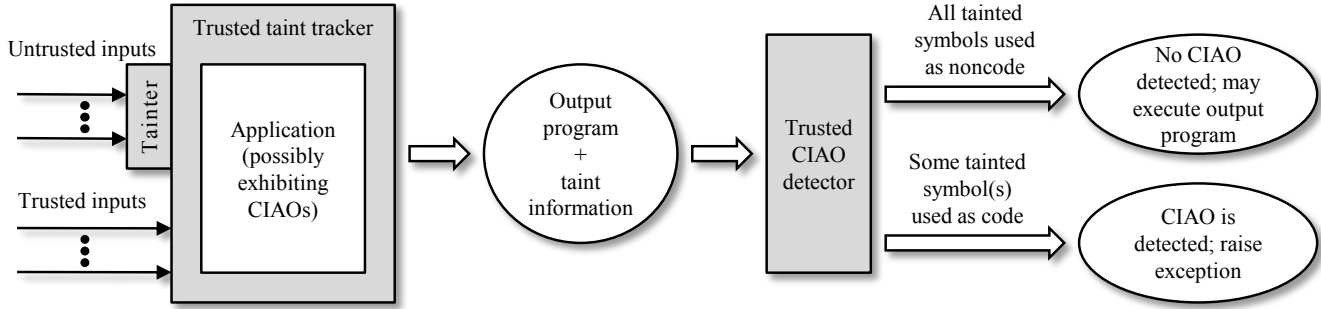 Untrusted inputs
Tainter
Trusted inputs
Trusted taint tracker
Application
(possibly
exhibiting
CIAOs)
Output
program
+
taint
information
Trusted
CIAO
detector
All tainted
symbols used
as noncode
Some tainted
symbol(s)
used as code
No CIAO
detected; may
execute output
program
CIAO is
detected; raise
exception